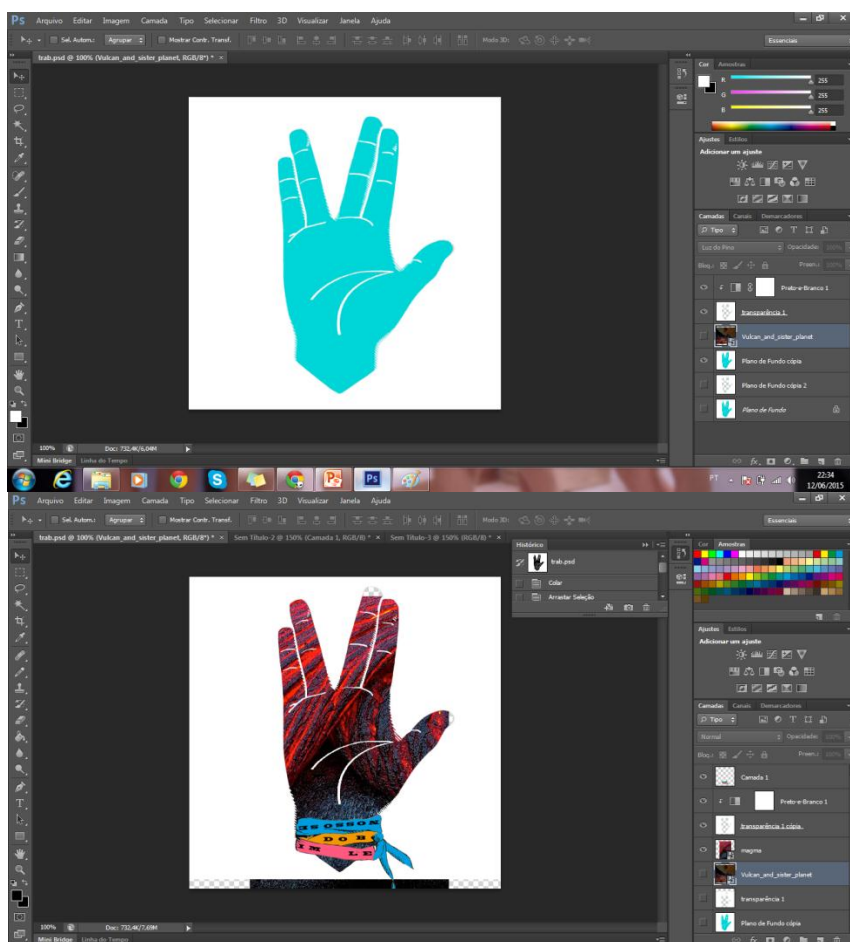 Ps Arquivo Editar Imagem Camada Tipo Selecionar Filtro 3D Visualizar Janela Ajuda
Sel. Autom.: Agrupar Mostrar Contr. Transf. Modo 3D: Essenciais
trab.psd @ 100% (Vulcan_and_sister_planet, RGB/8*) * ×
Cor Amostras
R 255
G 255
B 255
Ajustes Estilos
Adicionar um ajuste
Camadas Canais Demarcadores
Tipo
Luz do Pino Opacidade: 100%
Bloq.: Preen.: 100%
Preto-e-Branco 1
transparência 1
Vulcan_and_sister_planet
Plano de Fundo cópia
Plano de Fundo cópia 2
Plano de Fundo
100% Doc: 732,4K/6,04M
Mini Bridge Linha do Tempo
PT 22:34
12/06/2015
Ps Arquivo Editar Imagem Camada Tipo Selecionar Filtro 3D Visualizar Janela Ajuda
Sel. Autom.: Agrupar Mostrar Contr. Transf. Modo 3D: Essenciais
trab.psd @ 100% (Vulcan_and_sister_planet, RGB/8*) * × Sem Título-2 @ 150% (Camada 1, RGB/8) * × Sem Título-3 @ 150% (RGB/8) * ×
Histórico
trab.psd
Colar
Arrastar Seleção
Cor Amostras
Ajustes Estilos
Adicionar um ajuste
Camadas Canais Demarcadores
Tipo
Normal Opacidade: 100%
Bloq.: Preen.: 100%
Camada 1
Preto-e-Branco 1
transparência 1 cópia
magma
Vulcan_and_sister_planet
transparência 1
Plano de Fundo cópia
100% Doc: 732,4K/7,69M
Mini Bridge Linha do Tempo